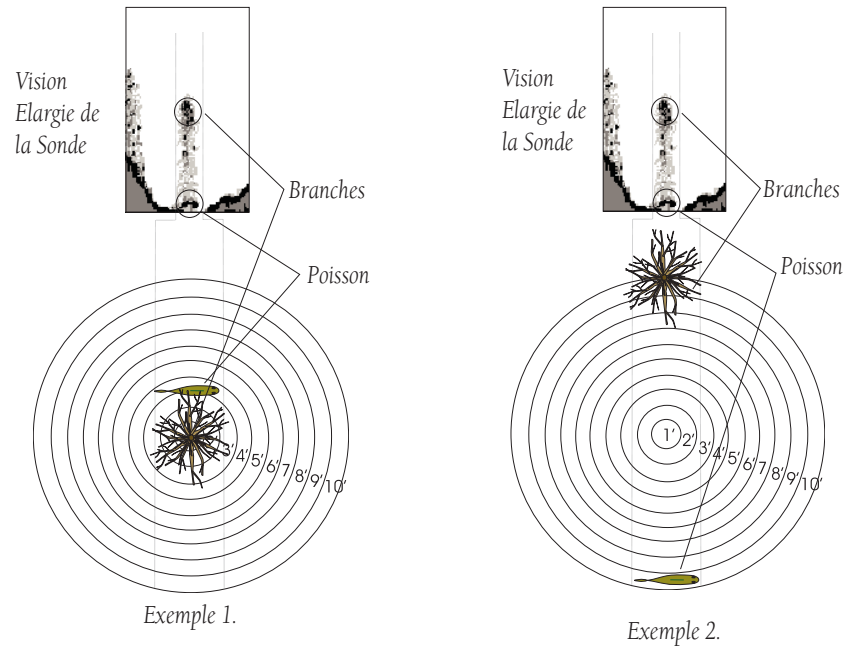 Vision
Elargie de
la Sonde
Branches
Poisson
3' 4' 5' 6' 7 8' 9' 10'
Exemple 1.
Vision
Elargie de
la Sonde
Branches
Poisson
1' 2' 3' 4' 5' 6' 7 8' 9' 10'
Exemple 2.